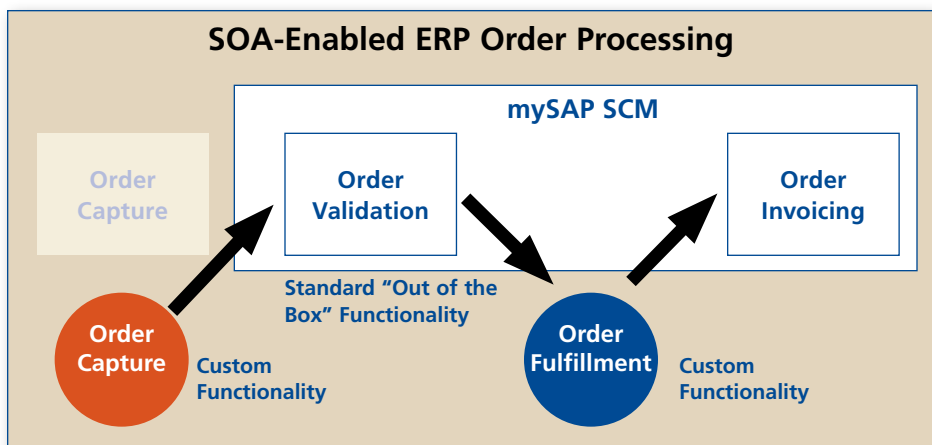 SOA-Enabled ERP Order Processing
mySAP SCM
Order
Capture
Order
Validation
Order
Invoicing
Standard “Out of the
Box” Functionality
Order
Capture
Custom
Functionality
Order
Fulfillment
Custom
Functionality